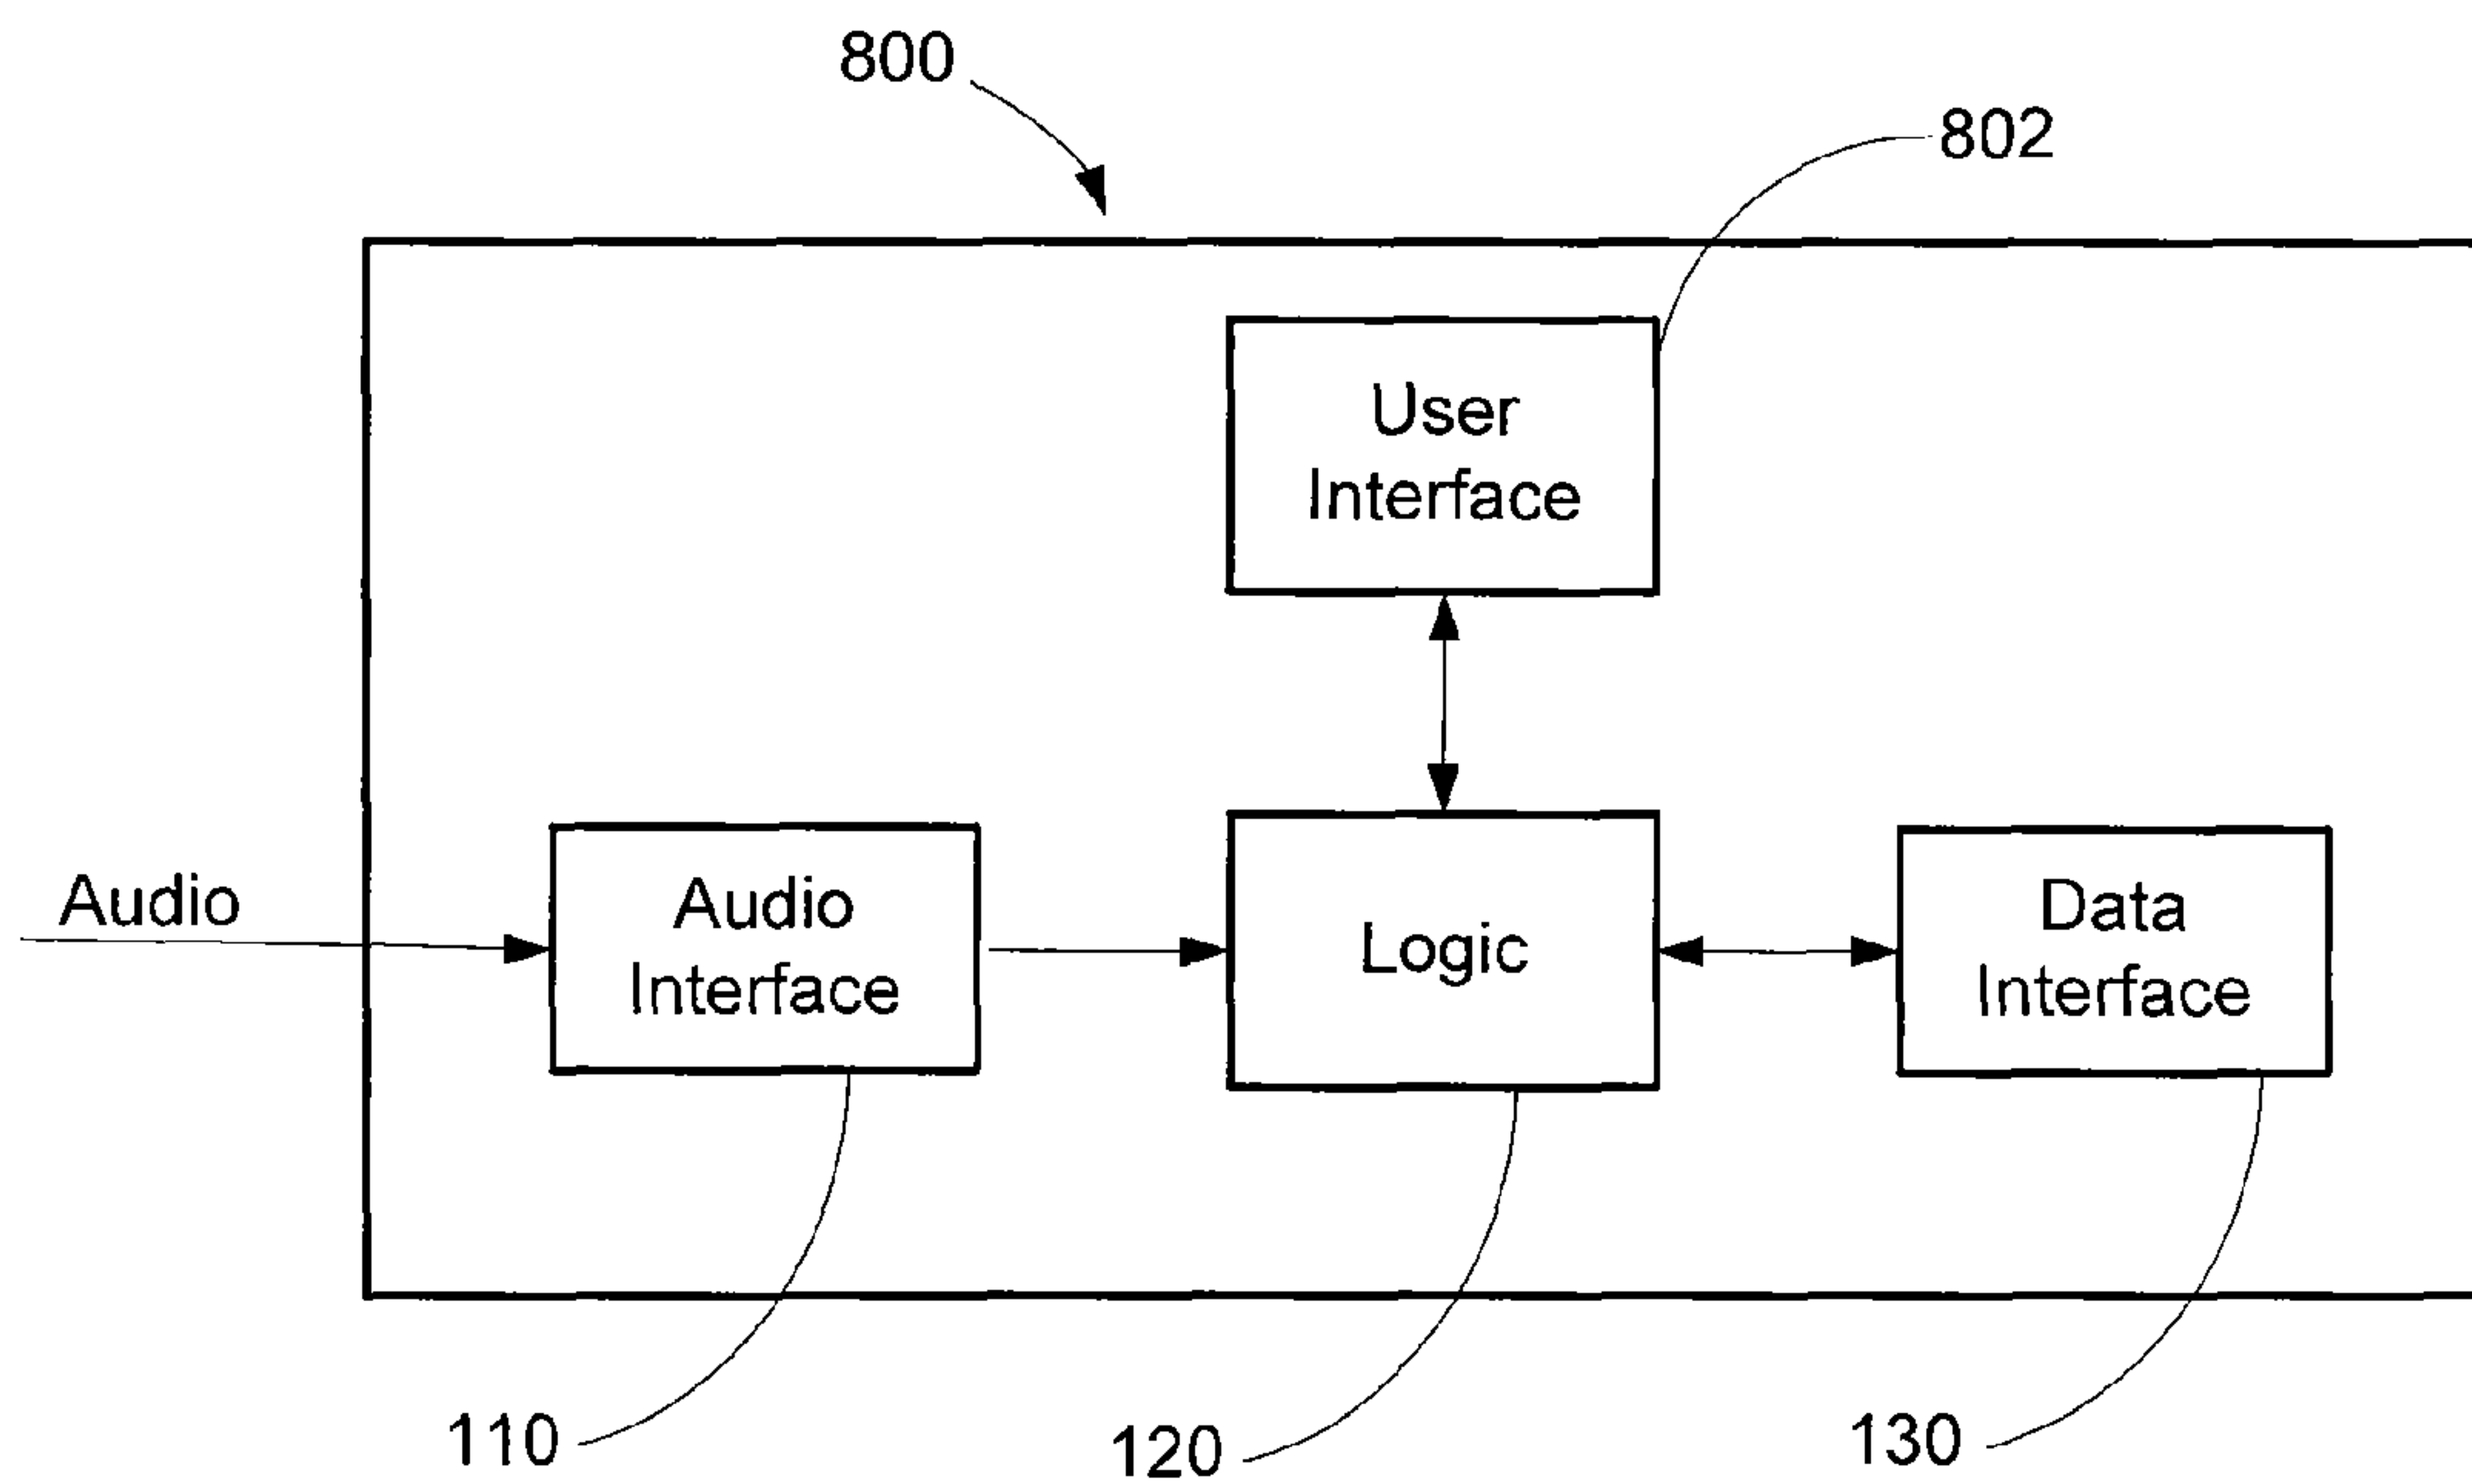 800
802
User
Interface
Audio
Audio
Interface
Logic
Data
Interface
110
120
130